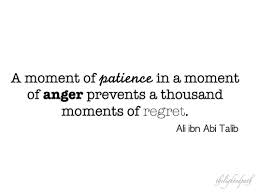 A moment of patience in a moment
of anger prevents a thousand
moments of regret.
Ali ibn Abi Talib